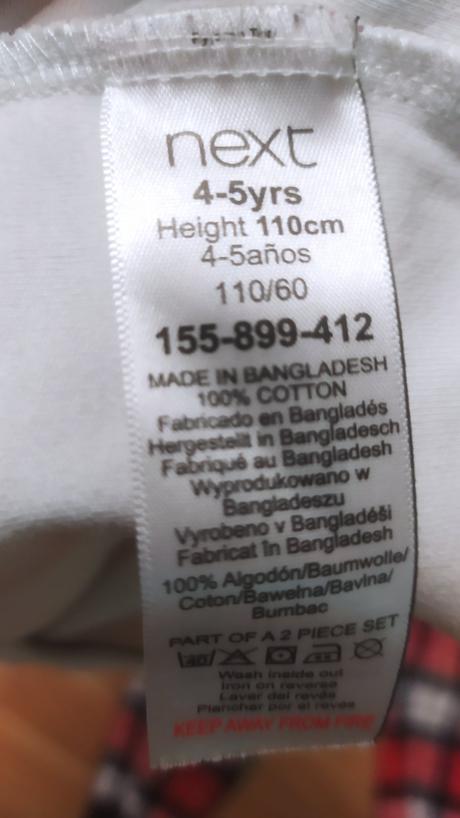 next
4-5yrs
Height 110cm
4-5años
110/60
155-899-412
MADE IN BANGLADESH
100% COTTON
Fabricado en Bangladés
Hergestellt in Bangladesch
Fabriqué au Bangladesh
Wyprodukowano w
Bangladeszu
Vyrobeno v Bangladéši
Fabricat în Bangladesh
100% Algodón/Baumwolle/
Coton/Bawełna/Bavlna/
Bumbac
PART OF A 2 PIECE SET
40
Wash inside out
Iron on reverse
Lavar del revés
Planchar por el revés
KEEP AWAY FROM FIRE